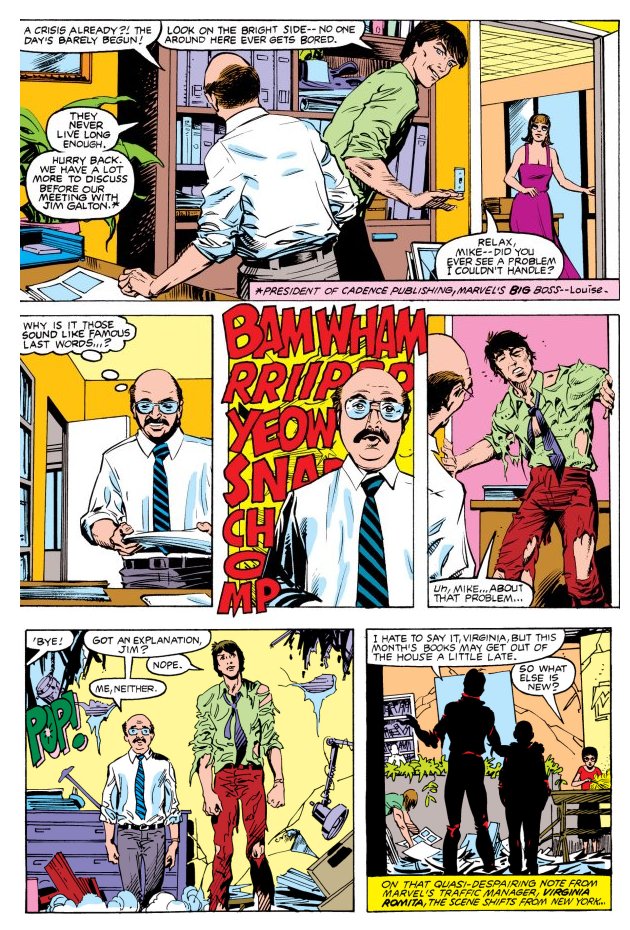 A CRISIS ALREADY?! THE
DAY'S BARELY BEGUN!
LOOK ON THE BRIGHT SIDE--NO ONE
AROUND HERE EVER GETS BORED.
THEY
NEVER
LIVE LONG
ENOUGH.
HURRY BACK.
WE HAVE A LOT
MORE TO DISCUSS
BEFORE OUR
MEETING WITH
JIM GALTON.*
RELAX,
MIKE--DID YOU
EVER SEE A PROBLEM
I COULDN'T HANDLE?
*PRESIDENT OF CADENCE PUBLISHING, MARVEL'S BIG BOSS--Louise.
WHY IS IT THOSE
SOUND LIKE FAMOUS
LAST WORDS...?
BAM WHAM
YEOW
CHOMP
UH, MIKE...ABOUT
THAT PROBLEM...
'BYE!
POP!
GOT AN EXPLANATION,
JIM?
NOPE.
ME, NEITHER.
I HATE TO SAY IT, VIRGINIA, BUT THIS
MONTH'S BOOKS MAY GET OUT OF
THE HOUSE A LITTLE LATE.
SO WHAT
ELSE IS
NEW?
ON THAT QUASI-DESPAIRING NOTE FROM
MARVEL'S TRAFFIC MANAGER, VIRGINIA
ROMITA, THE SCENE SHIFTS FROM NEW YORK...